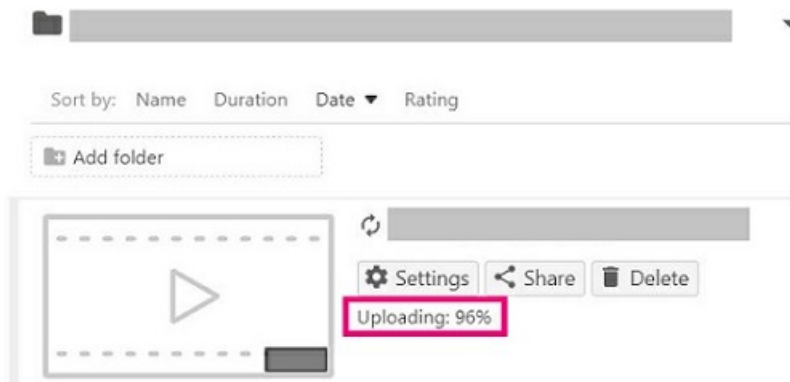 Sort by: Name Duration Date Rating
Add folder
Settings Share Delete
Uploading: 96%